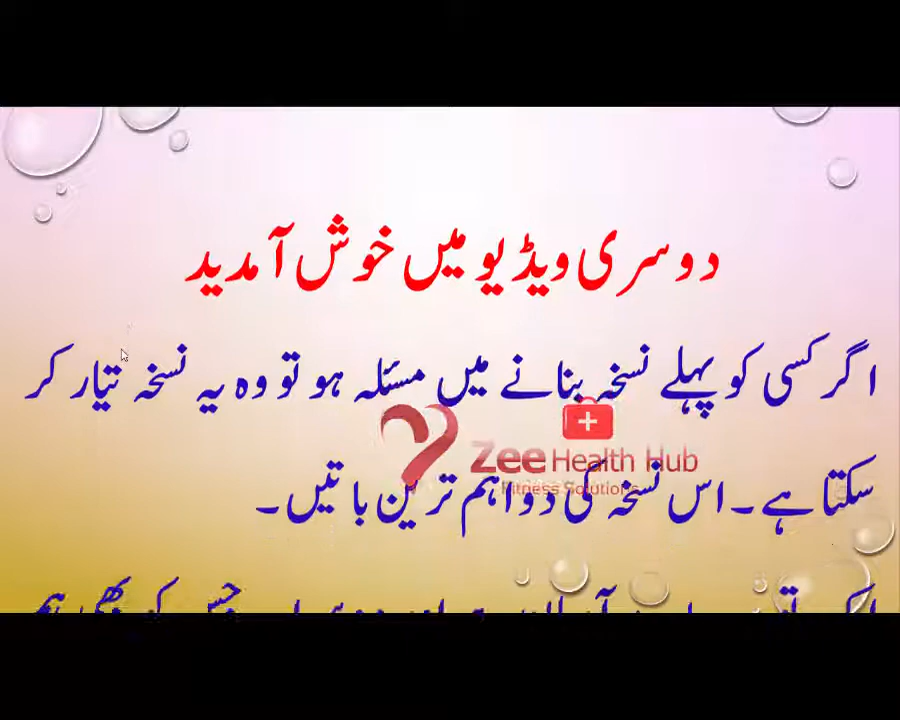 دوسری ویڈیو میں خوش آمدید
اگر کسی کو پہلے نسخہ بنانے میں مسئلہ ہو تو وہ یہ نسخہ تیار کر
Zee Health Hub
سکتا ہے۔ اس نسخہ کی دو اہم ترین باتیں۔
Fitness Solutions